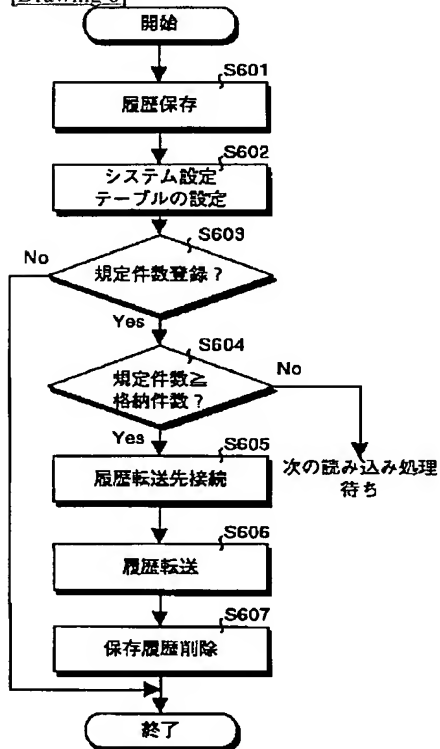 開始
S601
履歴保存
S602
システム設定
テーブルの設定
S603
No
規定件数登録?
Yes
S604
No
規定件数≧
格納件数?
Yes
S605
履歴転送先接続
次の読み込み処理
待ち
S606
履歴転送
S607
保存履歴削除
終了